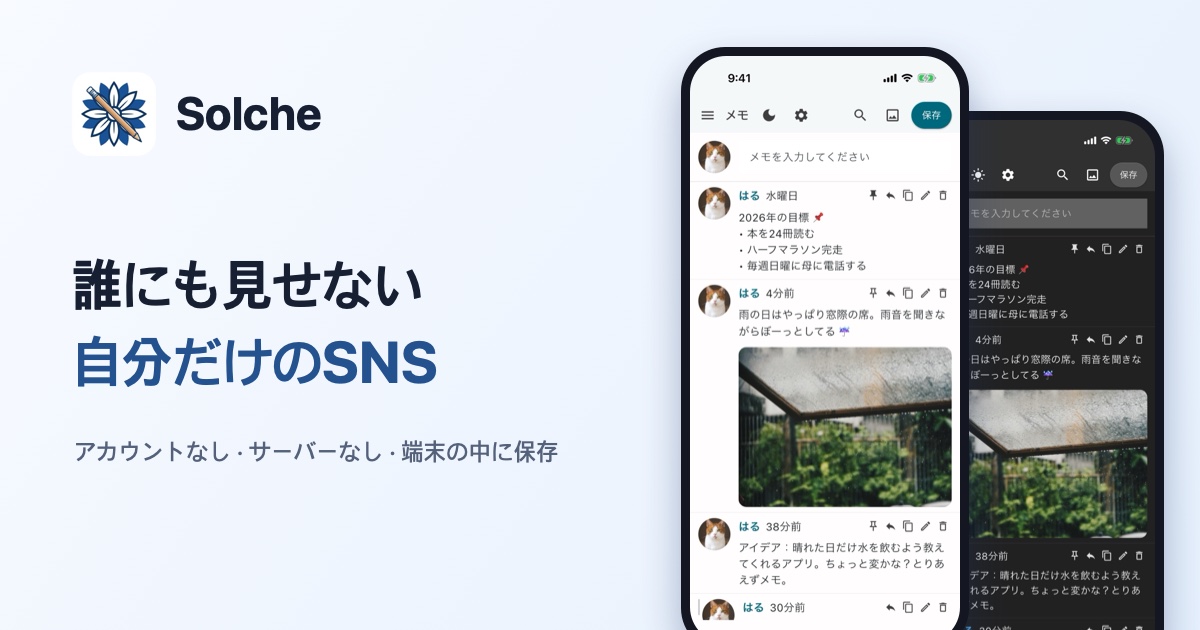 Solche
誰にも見せない
自分だけのSNS
アカウントなし · サーバーなし · 端末の中に保存
9:41
メモ
保存
メモを入力してください
はる 水曜日
2026年の目標 📌
• 本を24冊読む
• ハーフマラソン完走
• 毎週日曜に母に電話する
はる 4分前
雨の日はやっぱり窓際の席。雨音を聞きな
がらぼーっとしてる ☔
はる 38分前
アイデア：晴れた日だけ水を飲むよう教え
てくれるアプリ。ちょっと変かな？とりあ
えずメモ。
はる 30分前
保存
モを入力してください
水曜日
6年の目標 📌
を24冊読む
ーフマラソン完走
週日曜に母に電話する
4分前
日はやっぱり窓際の席。雨音を聞きな
ぼーっとしてる ☔
38分前
デア：晴れた日だけ水を飲むよう教え
れるアプリ。ちょっと変かな？とりあ
メモ。